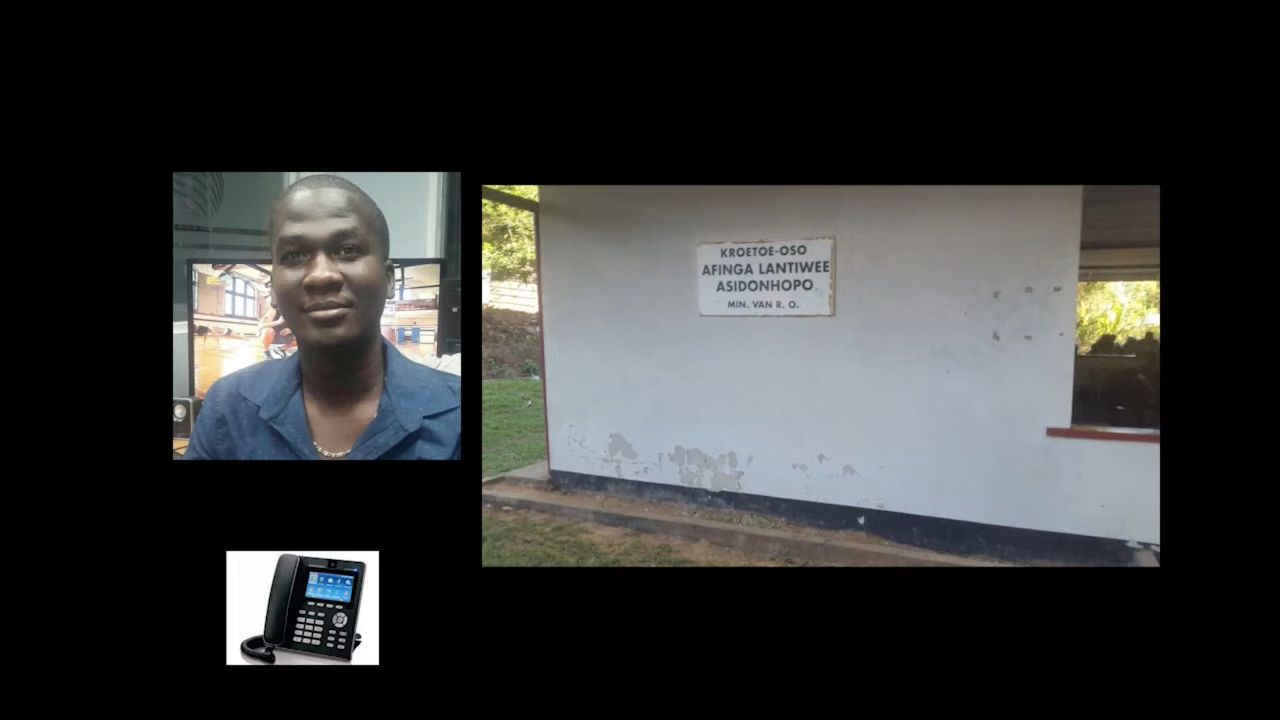 KROETOE-OSO
AFINGA LANTIWEE
ASIDONHOPO
MIN. VAN R. O.